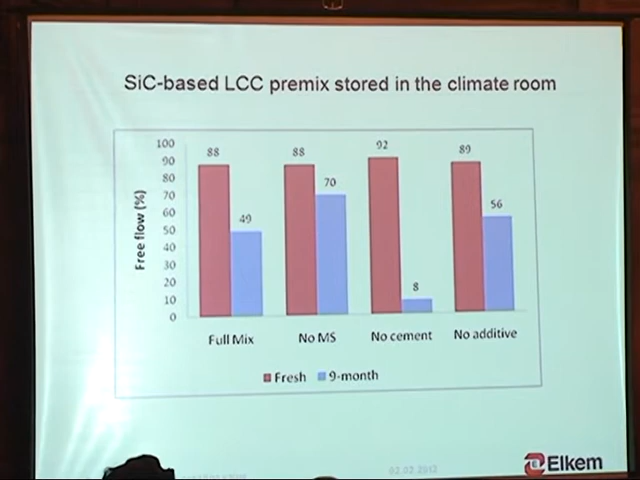 SiC-based LCC premix stored in the climate room
100
90
80
70
60
50
40
30
20
10
0
Free flow (%)
88
49
88
70
92
8
89
56
Full Mix
No MS
No cement
No additive
Fresh
9-month
02.02.2012
Elkem